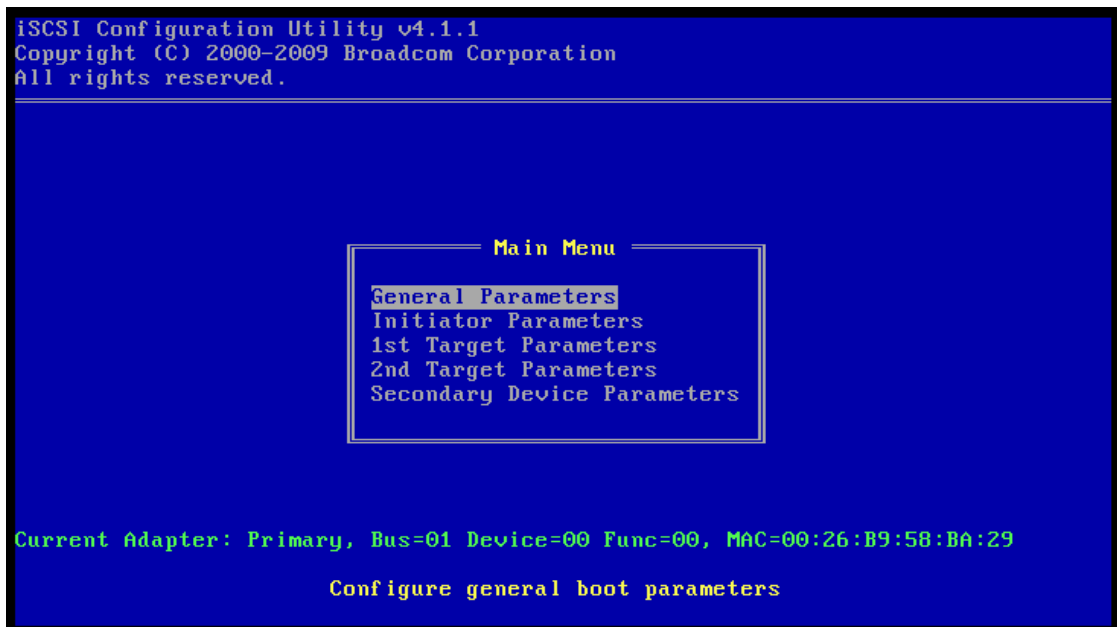 iSCSI Configuration Utility v4.1.1
Copyright (C) 2000-2009 Broadcom Corporation
All rights reserved.
Main Menu
General Parameters
Initiator Parameters
1st Target Parameters
2nd Target Parameters
Secondary Device Parameters
Current Adapter: Primary, Bus=01 Device=00 Func=00, MAC=00:26:B9:58:BA:29
Configure general boot parameters